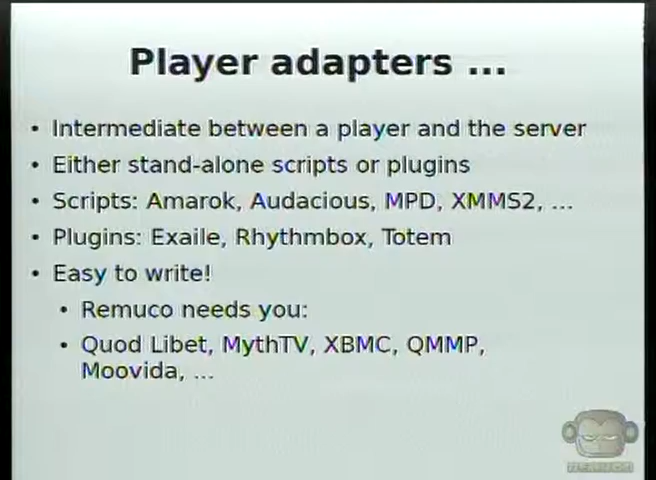 Player adapters ...
• Intermediate between a player and the server
• Either stand-alone scripts or plugins
• Scripts: Amarok, Audacious, MPD, XMMS2, ...
• Plugins: Exaile, Rhythmbox, Totem
• Easy to write!
• Remuco needs you:
• Quod Libet, MythTV, XBMC, QMMP,
Moovida, ...